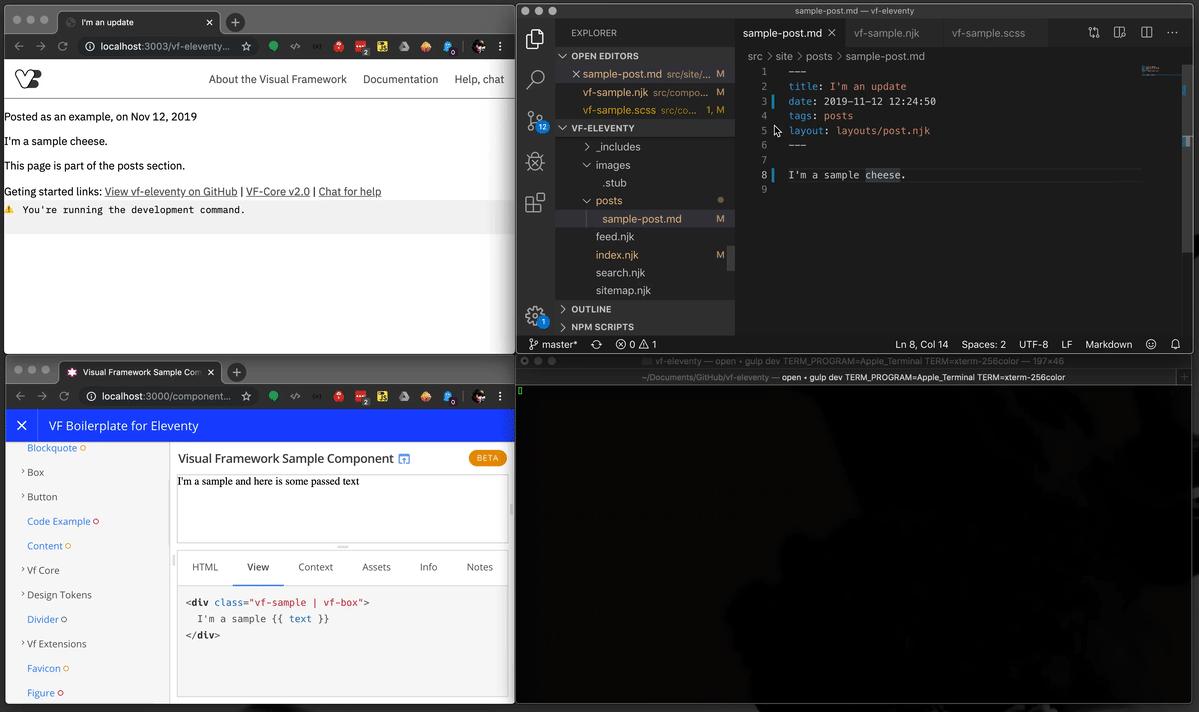 I'm an update
localhost:3003/vf-eleventy...
2
0
About the Visual Framework
Documentation
Help, chat
Posted as an example, on Nov 12, 2019
I'm a sample cheese.
This page is part of the posts section.
Geting started links: View vf-eleventy on GitHub | VF-Core v2.0 | Chat for help
You're running the development command.
sample-post.md — vf-eleventy
EXPLORER
OPEN EDITORS
sample-post.md src/site/... M
vf-sample.njk src/compo... M
vf-sample.scss src/co... 1, M
12
VF-ELEVENTY
_includes
images
.stub
posts
sample-post.md M
feed.njk
index.njk M
search.njk
sitemap.njk
OUTLINE
1
NPM SCRIPTS
sample-post.md
vf-sample.njk
vf-sample.scss
src > site > posts > sample-post.md
1 ---
2 title: I'm an update
3 date: 2019-11-12 12:24:50
4 tags: posts
5 layout: layouts/post.njk
6 ---
7
8 I'm a sample cheese.
9
master*
0 1
Ln 8, Col 14
Spaces: 2
UTF-8
LF
Markdown
Visual Framework Sample Com
localhost:3000/component...
2
0
VF Boilerplate for Eleventy
Blockquote
Box
Button
Code Example
Content
Vf Core
Design Tokens
Divider
Vf Extensions
Favicon
Figure
Visual Framework Sample Component
BETA
I'm a sample and here is some passed text
HTML
View
Context
Assets
Info
Notes
<div class="vf-sample | vf-box">
I'm a sample {{ text }}
</div>
vf-eleventy — open • gulp dev TERM_PROGRAM=Apple_Terminal TERM=xterm-256color — 197×46
~/Documents/GitHub/vf-eleventy — open • gulp dev TERM_PROGRAM=Apple_Terminal TERM=xterm-256color